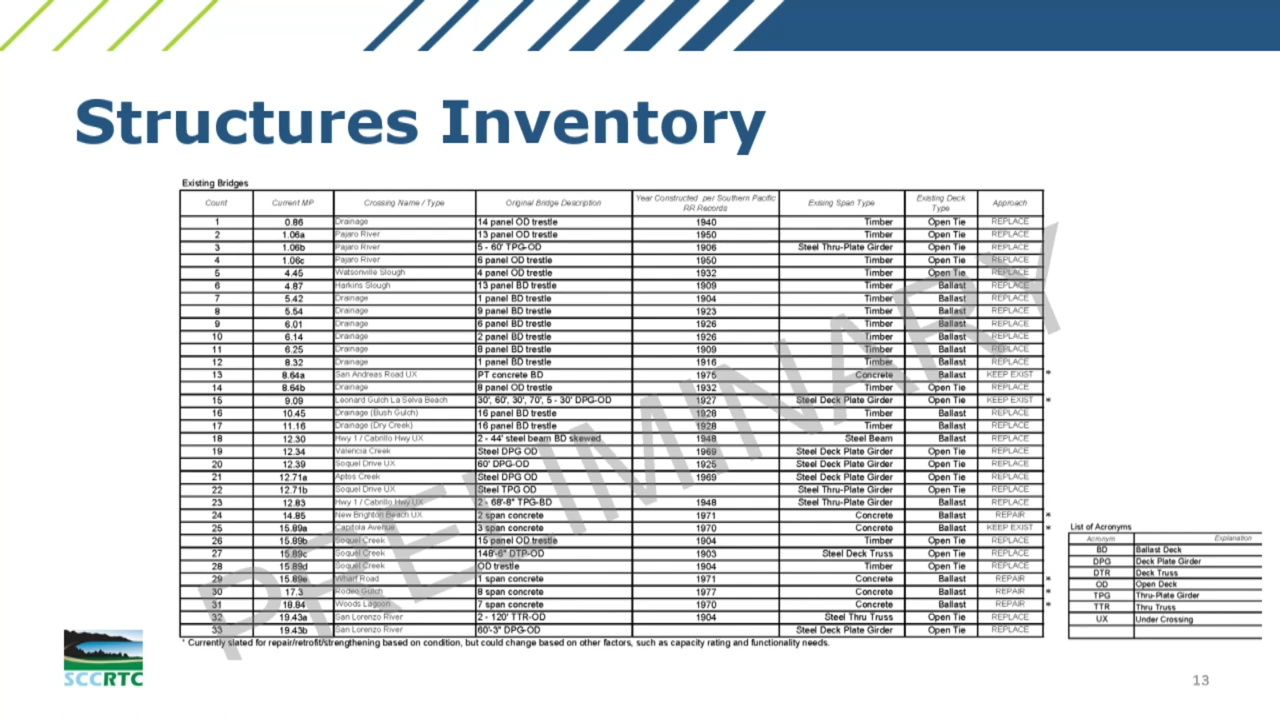 Structures Inventory
Existing Bridges
Count Current MP Crossing Name / Type Original Bridge Description Year Constructed per Southern Pacific RR Records Exising Span Type Existing Deck Type Approach
1 0.86 Drainage 14 panel OD trestle 1940 Timber Open Tie REPLACE
2 1.06a Pajaro River 13 panel OD trestle 1950 Timber Open Tie REPLACE
3 1.06b Pajaro River 5 - 60' TPG-OD 1906 Steel Thru-Plate Girder Open Tie REPLACE
4 1.06c Pajaro River 6 panel OD trestle 1950 Timber Open Tie REPLACE
5 4.45 Watsonville Slough 4 panel OD trestle 1932 Timber Open Tie REPLACE
6 4.87 Harkins Slough 13 panel BD trestle 1909 Timber Ballast REPLACE
7 5.42 Drainage 1 panel BD trestle 1904 Timber Ballast REPLACE
8 5.54 Drainage 9 panel BD trestle 1923 Timber Ballast REPLACE
9 6.01 Drainage 6 panel BD trestle 1926 Timber Ballast REPLACE
10 6.14 Drainage 2 panel BD trestle 1926 Timber Ballast REPLACE
11 6.25 Drainage 8 panel BD trestle 1909 Timber Ballast REPLACE
12 8.32 Drainage 1 panel BD trestle 1916 Timber Ballast REPLACE
13 8.64a San Andreas Road UX PT concrete BD 1975 Concrete Ballast KEEP EXIST *
14 8.64b Drainage 8 panel OD trestle 1932 Timber Open Tie REPLACE
15 9.09 Leonard Gulch La Selva Beach 30', 60', 30', 70', 5 - 30' DPG-OD 1927 Steel Deck Plate Girder Open Tie KEEP EXIST *
16 10.45 Drainage (Bush Gulch) 16 panel BD trestle 1928 Timber Ballast REPLACE
17 11.16 Drainage (Dry Creek) 16 panel BD trestle 1928 Timber Ballast REPLACE
18 12.30 Hwy 1 / Cabrillo Hwy UX 2 - 44' steel beam BD skewed 1948 Steel Beam Ballast REPLACE
19 12.34 Valencia Creek Steel DPG OD 1969 Steel Deck Plate Girder Open Tie REPLACE
20 12.39 Soquel Drive UX 60' DPG-OD 1925 Steel Deck Plate Girder Open Tie REPLACE
21 12.71a Aptos Creek Steel DPG OD 1969 Steel Deck Plate Girder Open Tie REPLACE
22 12.71b Soquel Drive UX Steel TPG OD Steel Thru-Plate Girder Open Tie REPLACE
23 12.83 Hwy 1 / Cabrillo Hwy UX 2 - 68'-8" TPG-BD 1948 Steel Thru-Plate Girder Ballast REPLACE
24 14.85 New Brighton Beach UX 2 span concrete 1971 Concrete Ballast REPAIR *
25 15.89a Capitola Avenue 3 span concrete 1970 Concrete Ballast KEEP EXIST *
26 15.89b Soquel Creek 15 panel OD trestle 1904 Timber Open Tie REPLACE
27 15.89c Soquel Creek 148'-6" DTP-OD 1903 Steel Deck Truss Open Tie REPLACE
28 15.89d Soquel Creek OD trestle 1904 Timber Open Tie REPLACE
29 15.89e Wharf Road 1 span concrete 1971 Concrete Ballast REPAIR *
30 17.3 Rodeo Gulch 8 span concrete 1977 Concrete Ballast REPAIR *
31 18.84 Woods Lagoon 7 span concrete 1970 Concrete Ballast REPAIR *
32 19.43a San Lorenzo River 2 - 120' TTR-OD 1904 Steel Thru Truss Open Tie REPLACE
33 19.43b San Lorenzo River 60'-3" DPG-OD Steel Deck Plate Girder Open Tie REPLACE
* Currently slated for repair/retrofit/strengthening based on condition, but could change based on other factors, such as capacity rating and functionality needs.
PRELIMINARY
List of Acronyms
Acronym Explanation
BD Ballast Deck
DPG Deck Plate Girder
DTR Deck Truss
OD Open Deck
TPG Thru-Plate Girder
TTR Thru Truss
UX Under Crossing
SCCRTC
13